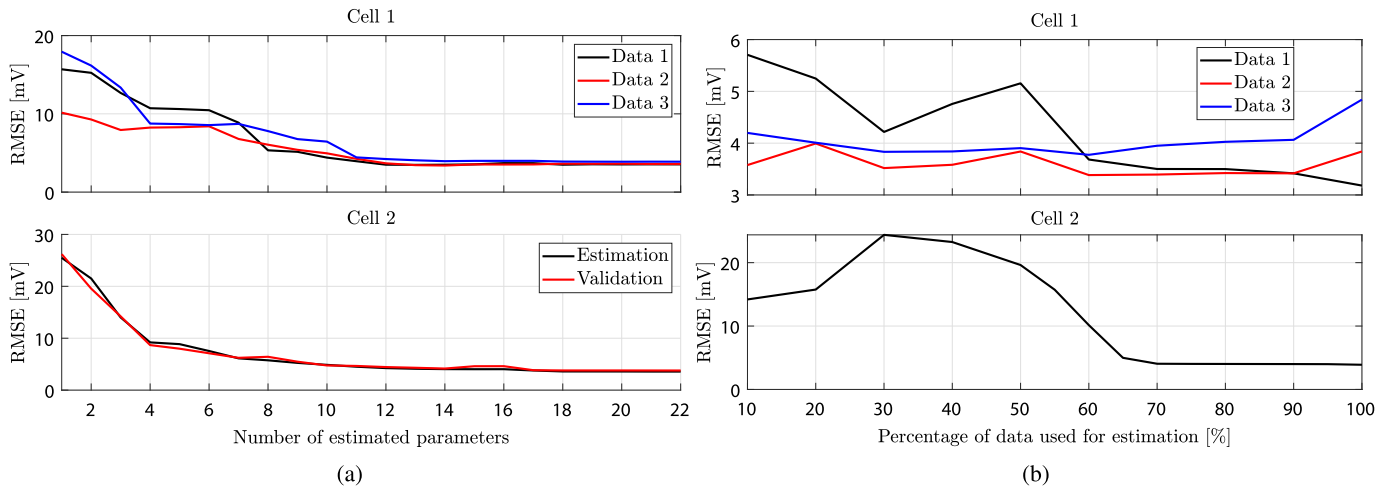 Cell 1
20
10
0
RMSE [mV]
Data 1
Data 2
Data 3
Cell 2
30
20
10
0
RMSE [mV]
Estimation
Validation
2 4 6 8 10 12 14 16 18 20 22
Number of estimated parameters
(a)
Cell 1
6
5
4
3
RMSE [mV]
Data 1
Data 2
Data 3
Cell 2
20
10
0
RMSE [mV]
10 20 30 40 50 60 70 80 90 100
Percentage of data used for estimation [%]
(b)